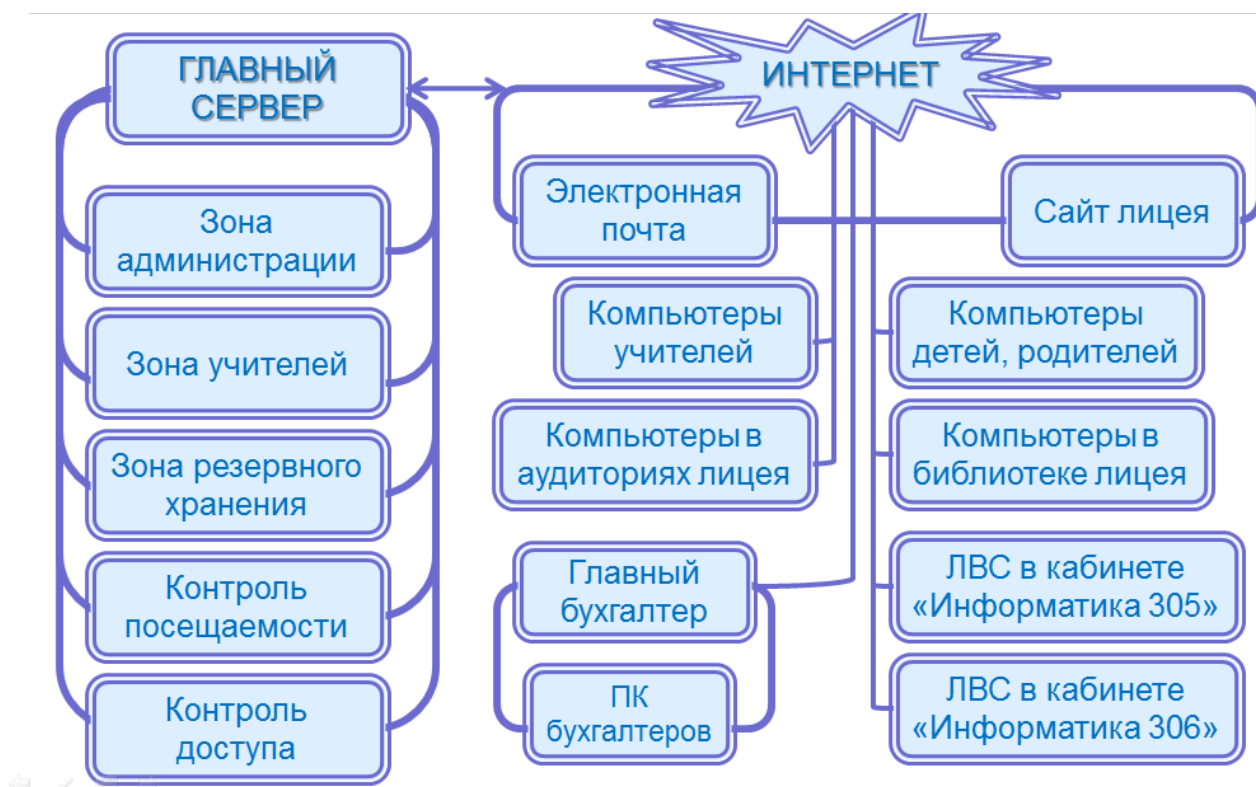 ГЛАВНЫЙ
СЕРВЕР
ИНТЕРНЕТ
Зона
администрации
Зона учителей
Зона резервного
хранения
Контроль
посещаемости
Контроль
доступа
Электронная
почта
Сайт лицея
Компьютеры
учителей
Компьютеры
детей, родителей
Компьютеры в
аудиториях лицея
Компьютеры в
библиотеке лицея
Главный
бухгалтер
ПК
бухгалтеров
ЛВС в кабинете
«Информатика 305»
ЛВС в кабинете
«Информатика 306»